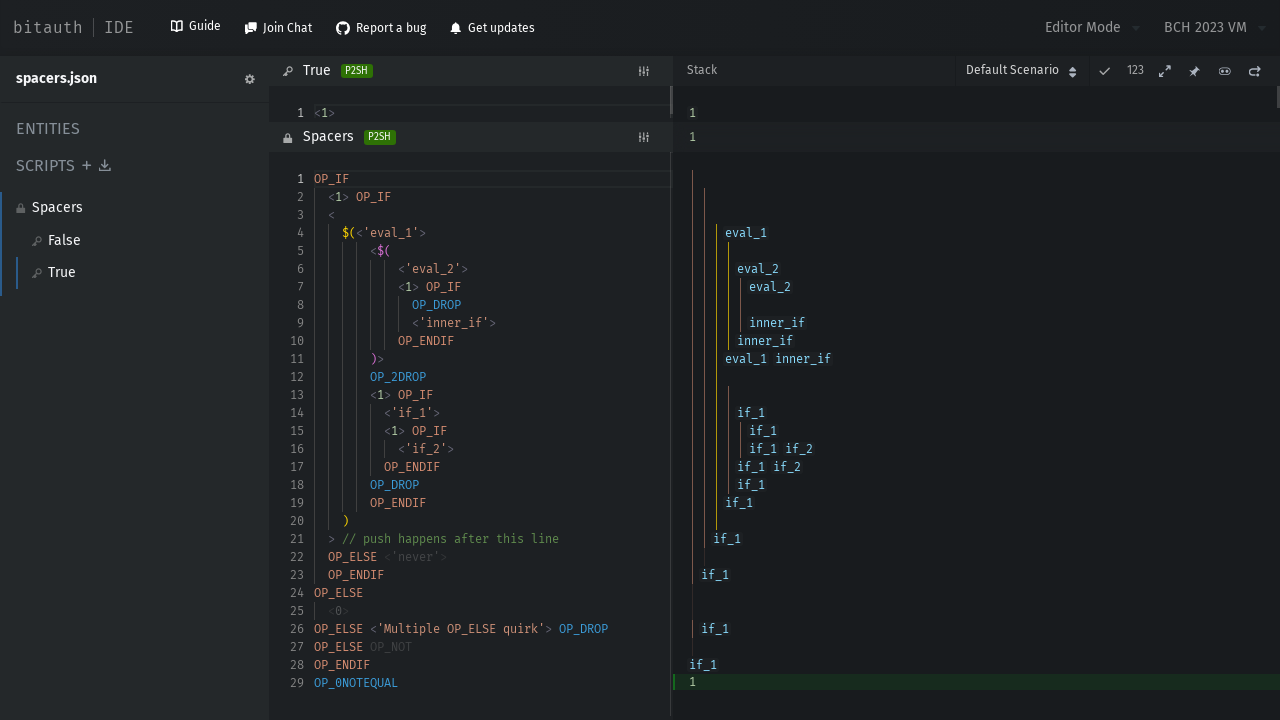 bitauth | IDE Guide Join Chat Report a bug Get updates Editor Mode BCH 2023 VM
spacers.json
ENTITIES
SCRIPTS +
Spacers
False
True
True P2SH
1 <1>
Spacers P2SH
1 OP_IF
2 <1> OP_IF
3 <
4 $(<'eval_1'>
5 <$(
6 <'eval_2'>
7 <1> OP_IF
8 OP_DROP
9 <'inner_if'>
10 OP_ENDIF
11 )>
12 OP_2DROP
13 <1> OP_IF
14 <'if_1'>
15 <1> OP_IF
16 <'if_2'>
17 OP_ENDIF
18 OP_DROP
19 OP_ENDIF
20 )
21 > // push happens after this line
22 OP_ELSE <'never'>
23 OP_ENDIF
24 OP_ELSE
25 <0>
26 OP_ELSE <'Multiple OP_ELSE quirk'> OP_DROP
27 OP_ELSE OP_NOT
28 OP_ENDIF
29 OP_0NOTEQUAL
Stack Default Scenario 123
1
1
eval_1
eval_2
eval_2
inner_if
inner_if
eval_1 inner_if
if_1
if_1
if_1 if_2
if_1 if_2
if_1
if_1
if_1
if_1
if_1
if_1
1